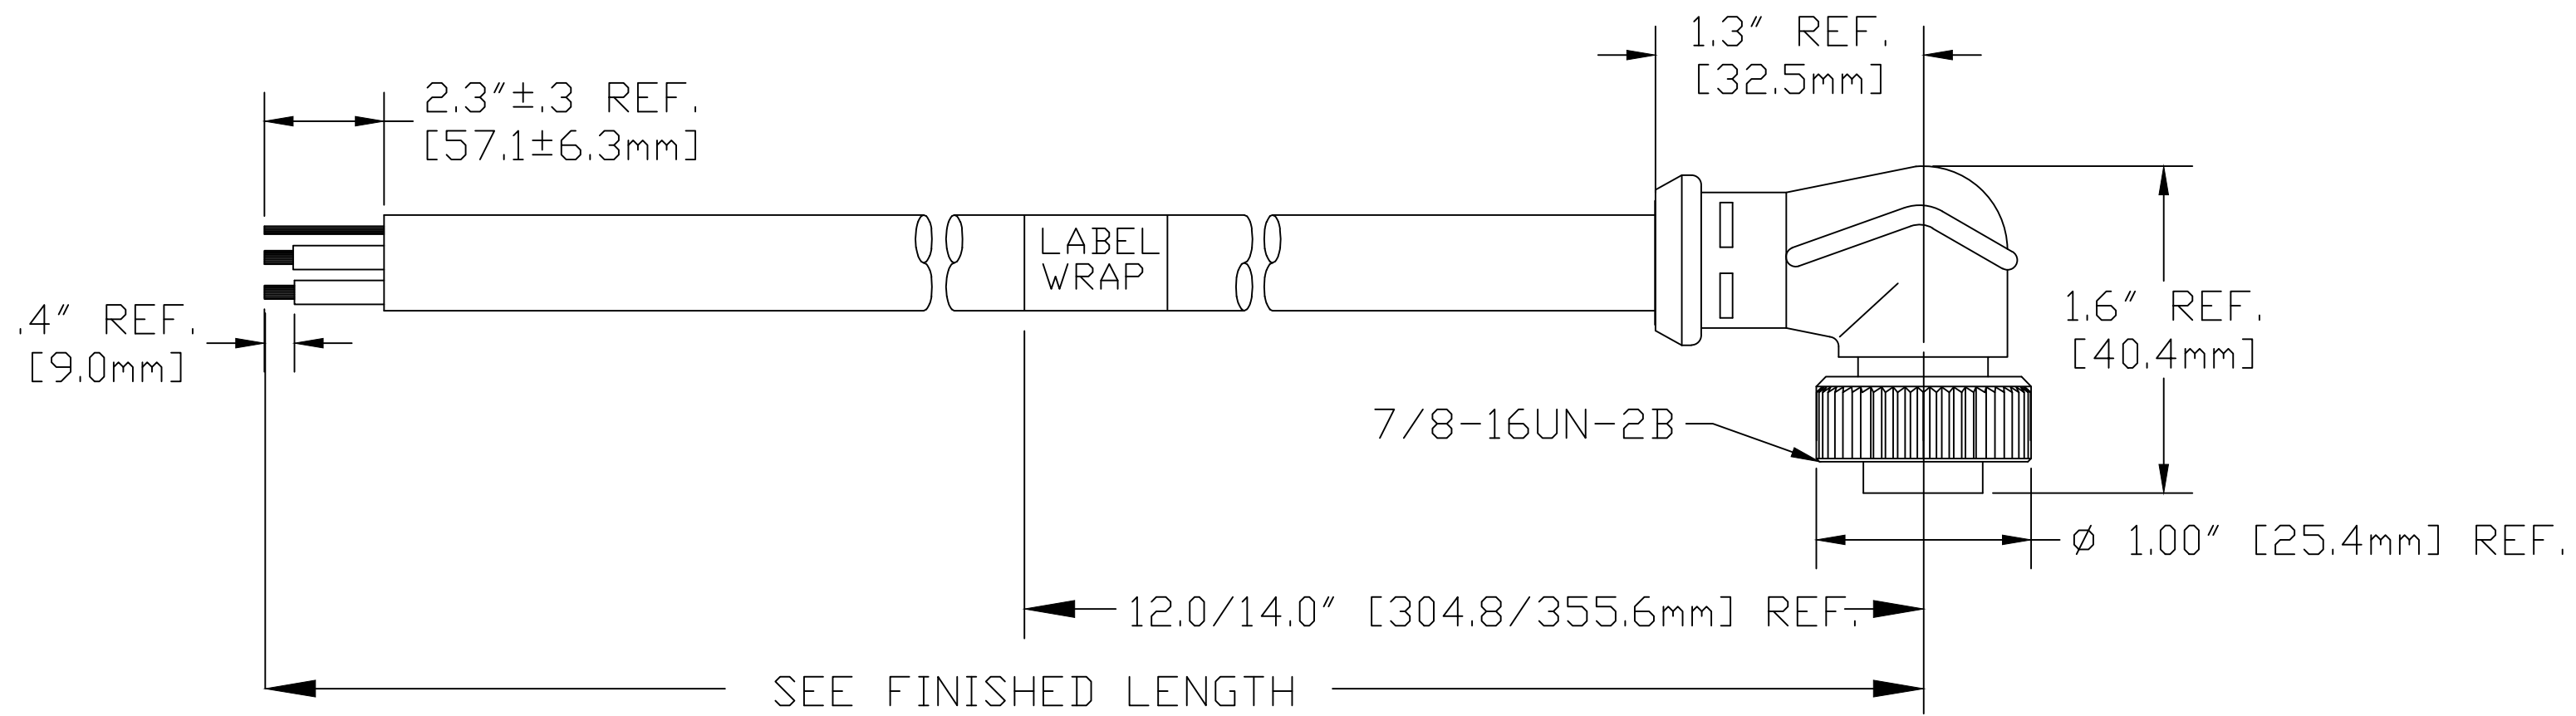 1.3" REF.
[32.5mm]
2.3"±.3 REF.
[57.1±6.3mm]
LABEL
WRAP
.4" REF.
[9.0mm]
1.6" REF.
[40.4mm]
7/8-16UN-2B
Ø 1.00" [25.4mm] REF.
12.0/14.0" [304.8/355.6mm] REF.
SEE FINISHED LENGTH